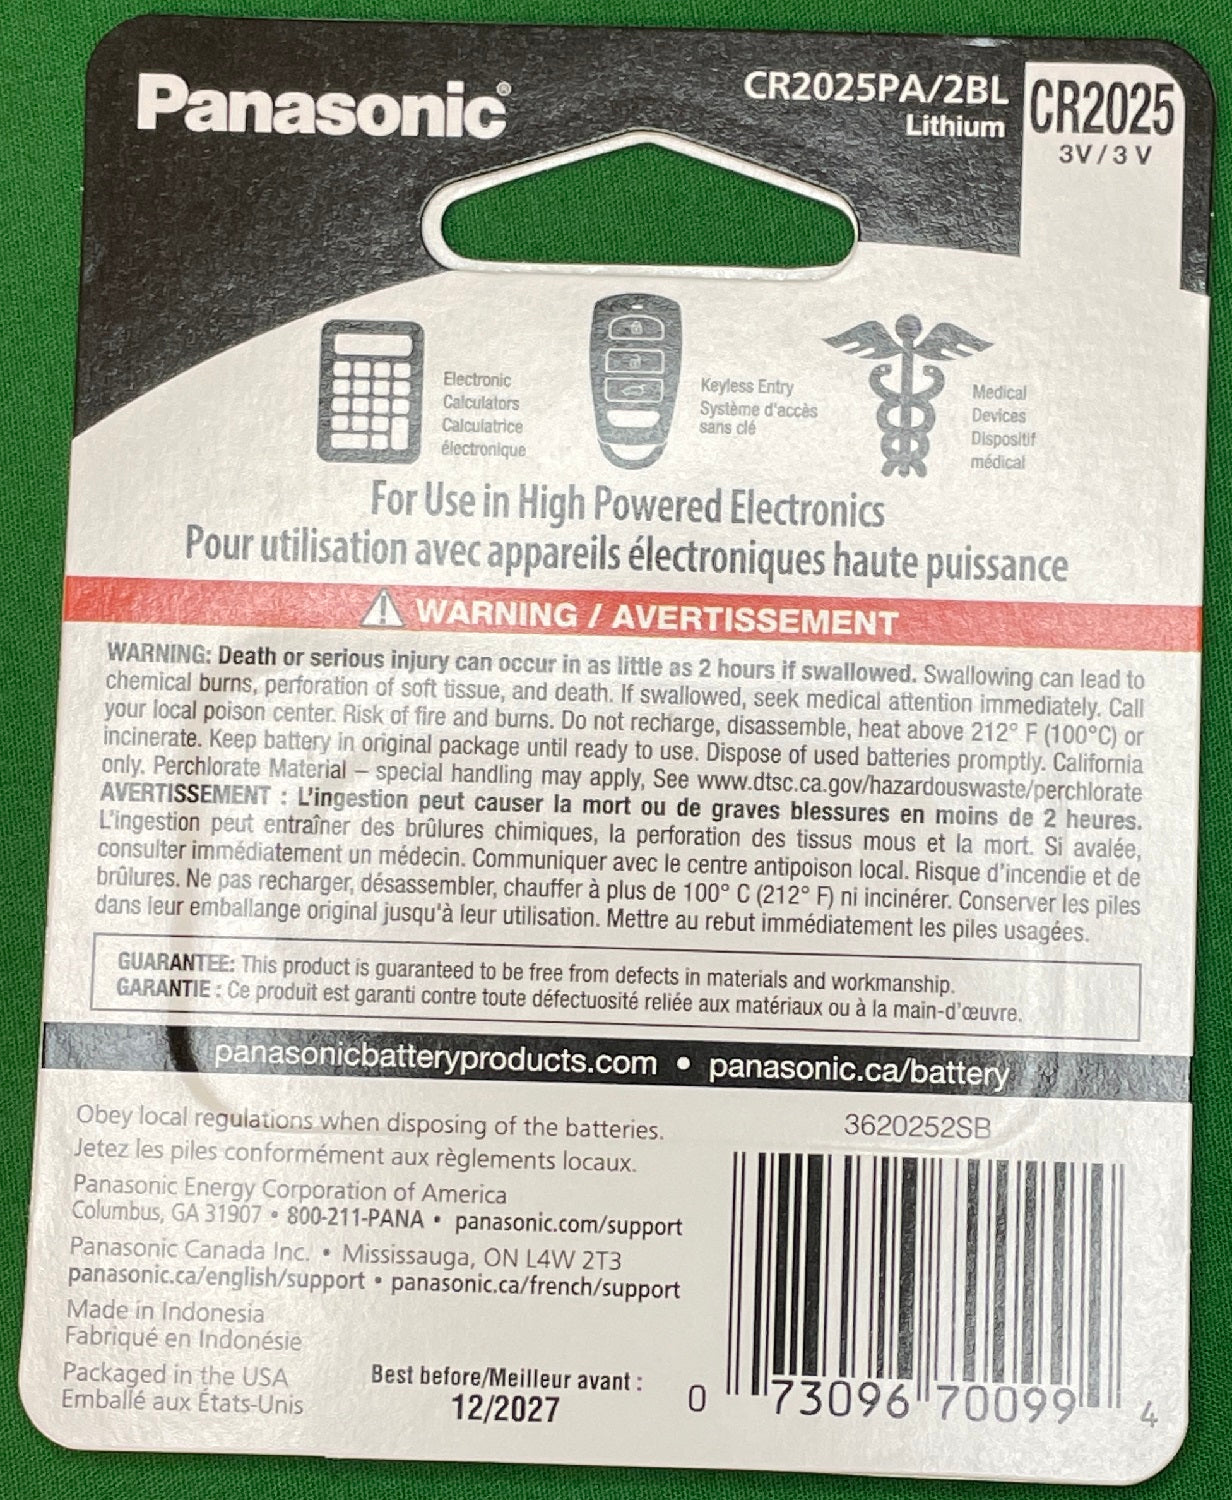 Panasonic®
CR2025PA/2BL
Lithium
CR2025
3V / 3 V
Electronic
Calculators
Calculatrice
électronique
Keyless Entry
Système d'accès
sans clé
Medical
Devices
Dispositif
médical
For Use in High Powered Electronics
Pour utilisation avec appareils électroniques haute puissance
WARNING / AVERTISSEMENT
WARNING: Death or serious injury can occur in as little as 2 hours if swallowed. Swallowing can lead to
chemical burns, perforation of soft tissue, and death. If swallowed, seek medical attention immediately. Call
your local poison center. Risk of fire and burns. Do not recharge, disassemble, heat above 212° F (100°C) or
incinerate. Keep battery in original package until ready to use. Dispose of used batteries promptly. California
only. Perchlorate Material – special handling may apply, See www.dtsc.ca.gov/hazardouswaste/perchlorate
AVERTISSEMENT : L'ingestion peut causer la mort ou de graves blessures en moins de 2 heures.
L'ingestion peut entraîner des brûlures chimiques, la perforation des tissus mous et la mort. Si avalée,
consulter immédiatement un médecin. Communiquer avec le centre antipoison local. Risque d'incendie et de
brûlures. Ne pas recharger, désassembler, chauffer à plus de 100° C (212° F) ni incinérer. Conserver les piles
dans leur emballange original jusqu'à leur utilisation. Mettre au rebut immédiatement les piles usagées.
GUARANTEE: This product is guaranteed to be free from defects in materials and workmanship.
GARANTIE : Ce produit est garanti contre toute défectuosité reliée aux matériaux ou à la main-d'œuvre.
panasonicbatteryproducts.com • panasonic.ca/battery
Obey local regulations when disposing of the batteries.
Jetez les piles conformément aux règlements locaux.
Panasonic Energy Corporation of America
Columbus, GA 31907 • 800-211-PANA • panasonic.com/support
Panasonic Canada Inc. • Mississauga, ON L4W 2T3
panasonic.ca/english/support • panasonic.ca/french/support
Made in Indonesia
Fabriqué en Indonésie
Packaged in the USA
Emballé aux États-Unis
Best before/Meilleur avant :
12/2027
3620252SB
0 73096 70099 4